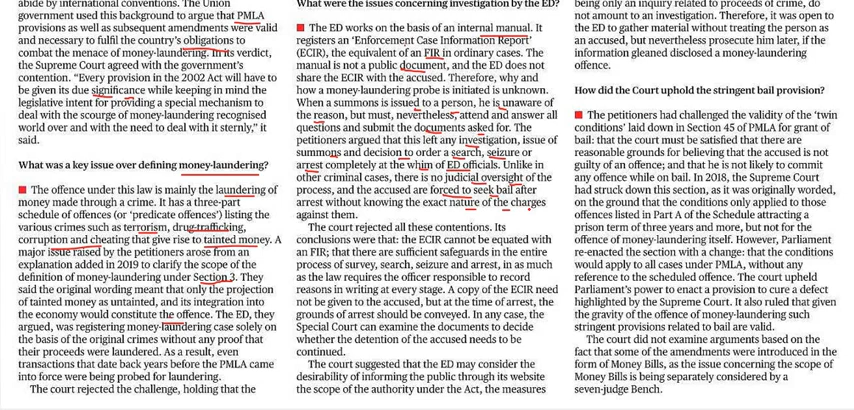 abide by international conventions. The Union
government used this background to argue that PMLA
provisions as well as subsequent amendments were valid
and necessary to fulfil the country's obligations to
combat the menace of money-laundering. In its verdict,
the Supreme Court agreed with the government's
contention. "Every provision in the 2002 Act will have to
be given its due significance while keeping in mind the
legislative intent for providing a special mechanism to
deal with the scourge of money-laundering recognised
world over and with the need to deal with it sternly," it
said.
What was a key issue over defining money-laundering?
The offence under this law is mainly the laundering of
money made through a crime. It has a three-part
schedule of offences (or 'predicate offences') listing the
various crimes such as terrorism, drug-trafficking,
corruption and cheating that give rise to tainted money. A
major issue raised by the petitioners arose from an
explanation added in 2019 to clarify the scope of the
definition of money-laundering under Section 3. They
said the original wording meant that only the projection
of tainted money as untainted, and its integration into
the economy would constitute the offence. The ED, they
argued, was registering money-laundering case solely on
the basis of the original crimes without any proof that
their proceeds were laundered. As a result, even
transactions that date back years before the PMLA came
into force were being probed for laundering.
The court rejected the challenge, holding that the
What were the issues concerning investigation by the ED?
The ED works on the basis of an internal manual. It
registers an 'Enforcement Case Information Report'
(ECIR), the equivalent of an FIR in ordinary cases. The
manual is not a public document, and the ED does not
share the ECIR with the accused. Therefore, why and
how a money-laundering probe is initiated is unknown.
When a summons is issued to a person, he is unaware of
the reason, but must, nevertheless, attend and answer all
questions and submit the documents asked for. The
petitioners argued that this left any investigation, issue of
summons and decision to order a search, seizure or
arrest completely at the whim of ED officials. Unlike in
other criminal cases, there is no judicial oversight of the
process, and the accused are forced to seek bail after
arrest without knowing the exact nature of the charges
against them.
The court rejected all these contentions. Its
conclusions were that: the ECIR cannot be equated with
an FIR; that there are sufficient safeguards in the entire
process of survey, search, seizure and arrest, in as much
as the law requires the officer responsible to record
reasons in writing at every stage. A copy of the ECIR need
not be given to the accused, but at the time of arrest, the
grounds of arrest should be conveyed. In any case, the
Special Court can examine the documents to decide
whether the detention of the accused needs to be
continued.
The court suggested that the ED may consider the
desirability of informing the public through its website
the scope of the authority under the Act, the measures
being only an inquiry related to proceeds of crime, do
not amount to an investigation. Therefore, it was open to
the ED to gather material without treating the person as
an accused, but nevertheless prosecute him later, if the
information gleaned disclosed a money-laundering
offence.
How did the Court uphold the stringent bail provision?
The petitioners had challenged the validity of the 'twin
conditions' laid down in Section 45 of PMLA for grant of
bail: that the court must be satisfied that there are
reasonable grounds for believing that the accused is not
guilty of an offence; and that he is not likely to commit
any offence while on bail. In 2018, the Supreme Court
had struck down this section, as it was originally worded,
on the ground that the conditions only applied to those
offences listed in Part A of the Schedule attracting a
prison term of three years and more, but not for the
offence of money-laundering itself. However, Parliament
re-enacted the section with a change: that the conditions
would apply to all cases under PMLA, without any
reference to the scheduled offence. The court upheld
Parliament's power to enact a provision to cure a defect
highlighted by the Supreme Court. It also ruled that given
the gravity of the offence of money-laundering such
stringent provisions related to bail are valid.
The court did not examine arguments based on the
fact that some of the amendments were introduced in the
form of Money Bills, as the issue concerning the scope of
Money Bills is being separately considered by a
seven-judge Bench.